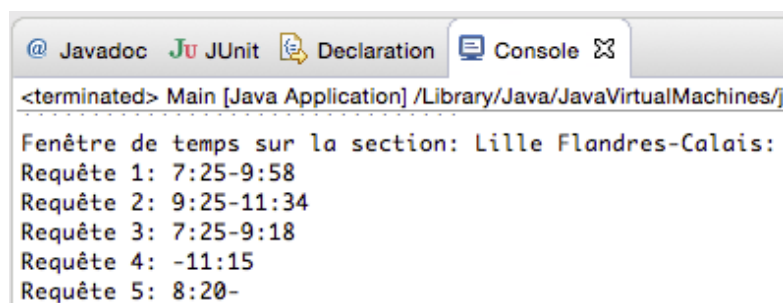 @ Javadoc JU JUnit Declaration Console
<terminated> Main [Java Application] /Library/Java/JavaVirtualMachines/j
Fenêtre de temps sur la section: Lille Flandres-Calais:
Requête 1: 7:25-9:58
Requête 2: 9:25-11:34
Requête 3: 7:25-9:18
Requête 4: -11:15
Requête 5: 8:20-